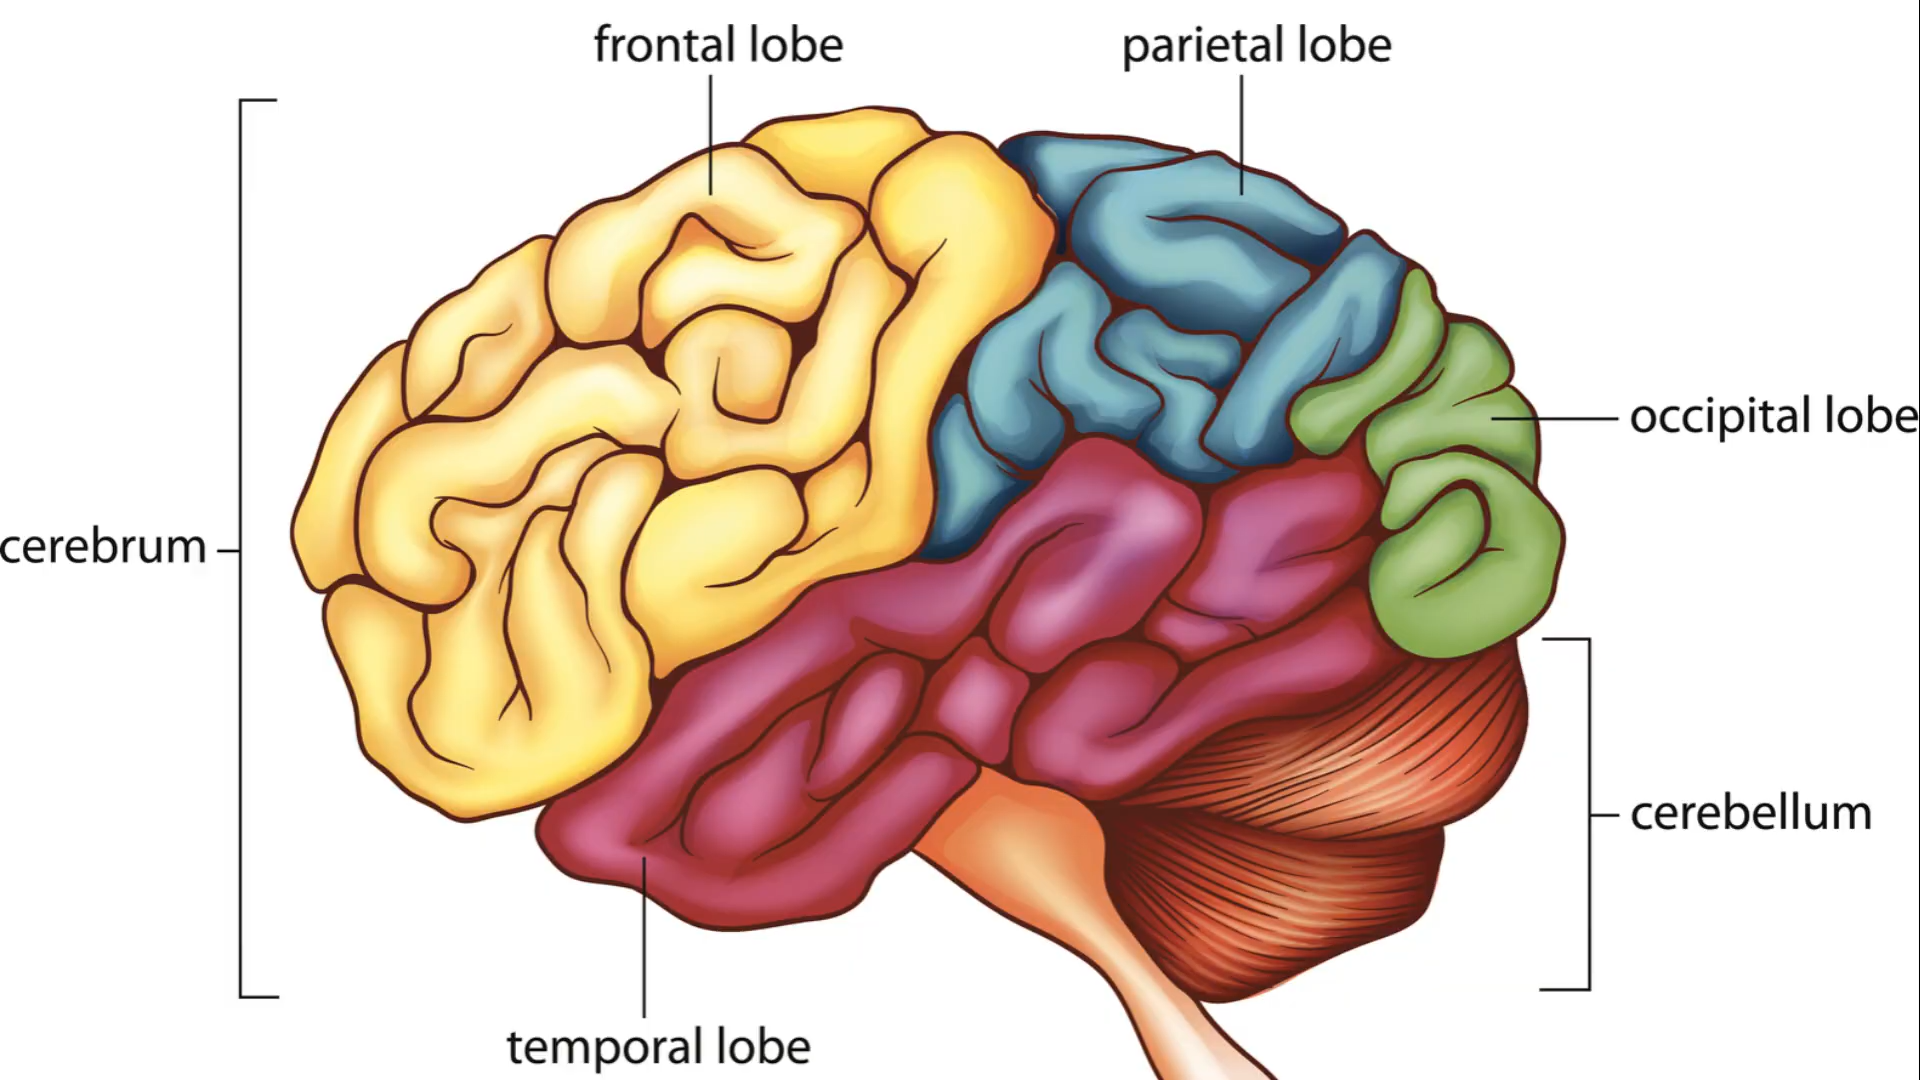 frontal lobe
parietal lobe
occipital lobe
cerebrum
cerebellum
temporal lobe